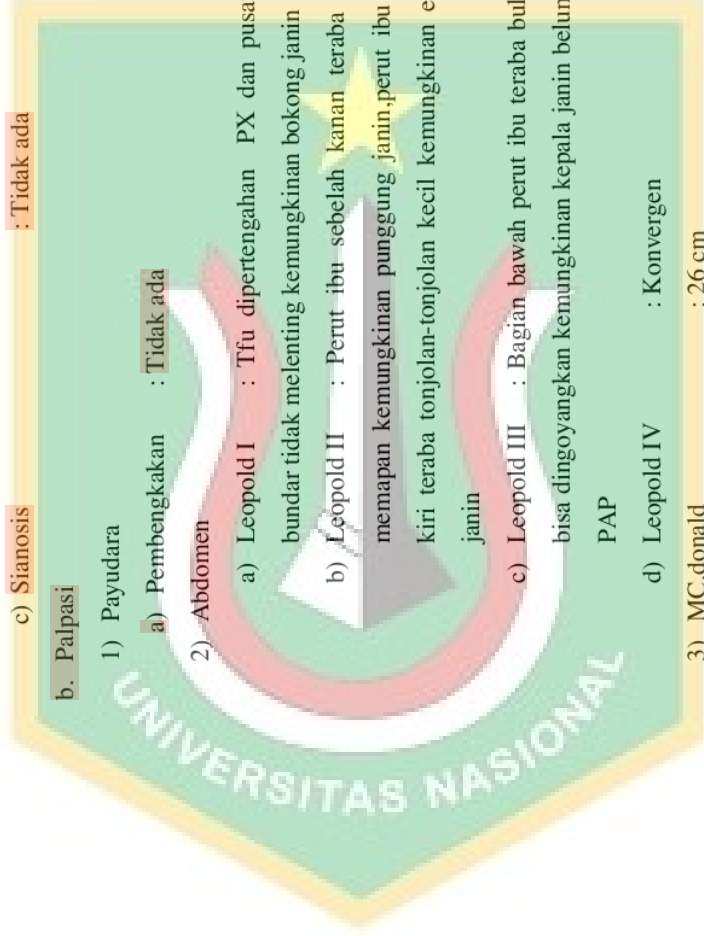 c) Sianosis : Tidak ada
b. Palpasi
1) Payudara
a) Pembengkakan : Tidak ada
2) Abdomen
a) Leopold I : Tfu dipertengahan PX dan pusa
bundar tidak melenting kemungkinan bokong janin
b) Leopold II : Perut ibu sebelah kanan teraba
memapan kemungkinan punggung janin,perut ibu
kiri teraba tonjolan-tonjolan kecil kemungkinan e
janin
c) Leopold III : Bagian bawah perut ibu teraba bul
bisa dingoyangkan kemungkinan kepala janin belun
PAP
d) Leopold IV : Konvergen
3) MC.donald : 26 cm
UNIVERSITAS NASIONAL